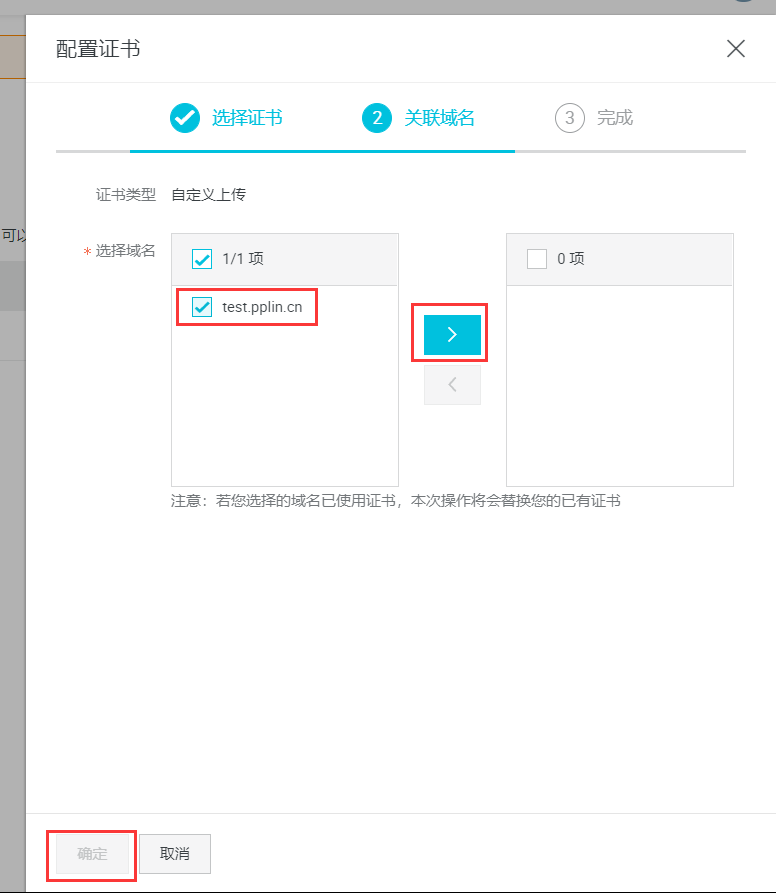 配置证书
选择证书
2 关联域名
3 完成
可以
证书类型 自定义上传
* 选择域名
1/1 项
0 项
test.pplin.cn
注意：若您选择的域名已使用证书，本次操作将会替换您的已有证书
确定
取消